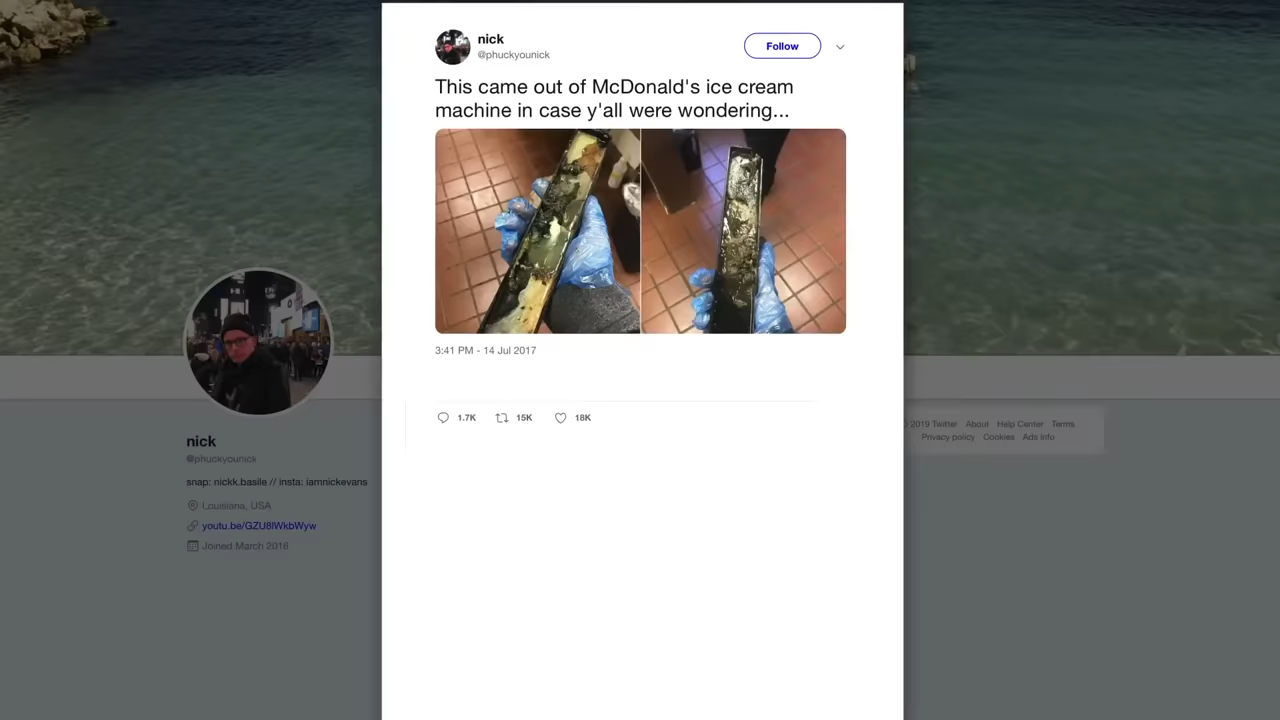 nick
@phuckyounick
Follow
This came out of McDonald's ice cream
machine in case y'all were wondering...
3:41 PM - 14 Jul 2017
1.7K 15K 18K
nick
@phuckyounick
snap: nickk.basile // insta: iamnickevans
Louisiana, USA
youtu.be/GZU8IWkbWyw
Joined March 2016
2019 Twitter About Help Center Terms
Privacy policy Cookies Ads info